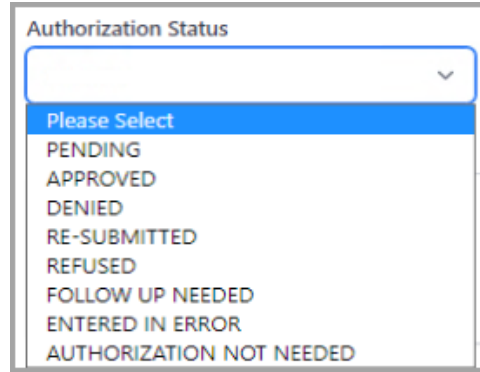 Authorization Status
Please Select
PENDING
APPROVED
DENIED
RE-SUBMITTED
REFUSED
FOLLOW UP NEEDED
ENTERED IN ERROR
AUTHORIZATION NOT NEEDED